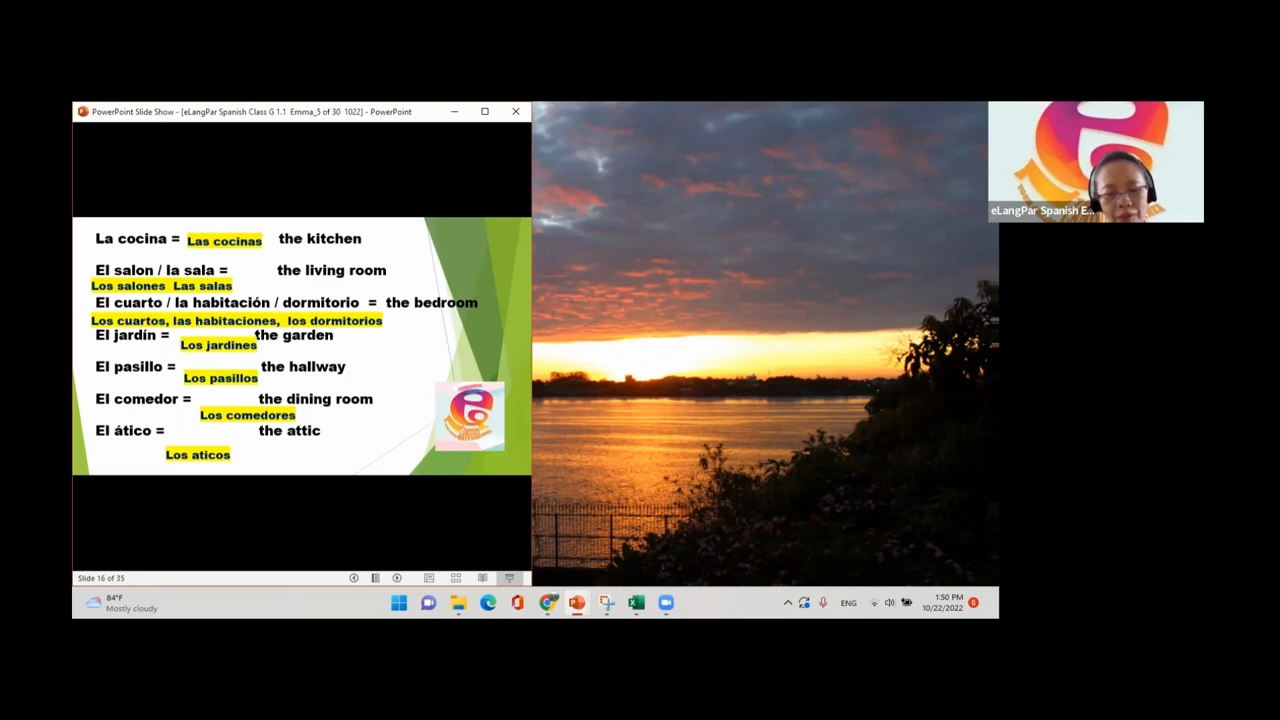 PowerPoint Slide Show - [eLangPar Spanish Class G 1.1 Emma_5 of 30 1022] - PowerPoint
eLangPar Spanish E...
La cocina = Las cocinas the kitchen
El salon / la sala = the living room
Los salones Las salas
El cuarto / la habitación / dormitorio = the bedroom
Los cuartos, las habitaciones, los dormitorios
El jardín = the garden
Los jardines
El pasillo = the hallway
Los pasillos
El comedor = the dining room
Los comedores
El ático = the attic
Los aticos
Slide 16 of 35
84°F
Mostly cloudy
ENG
1:50 PM
10/22/2022
8